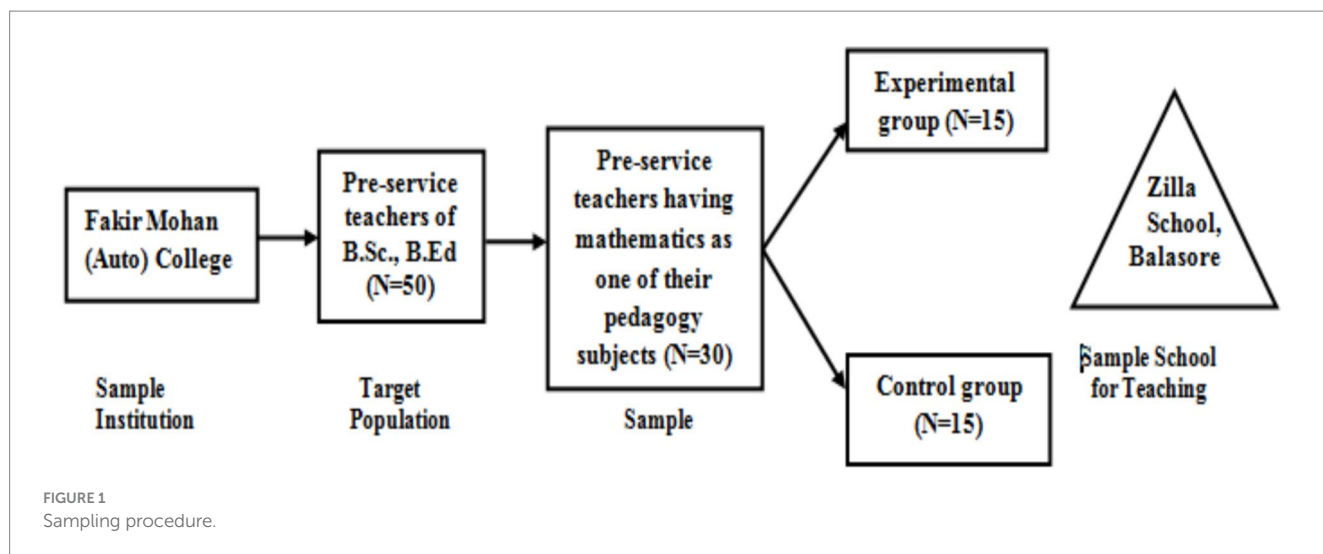 Fakir Mohan
(Auto) College
Sample
Institution
Pre-service
teachers of
B.Sc., B.Ed
(N=50)
Target
Population
Pre-service
teachers having
mathematics as
one of their
pedagogy
subjects (N=30)
Sample
Experimental
group (N=15)
Control group
(N=15)
Zilla
School,
Balasore
Sample School
for Teaching
FIGURE 1
Sampling procedure.